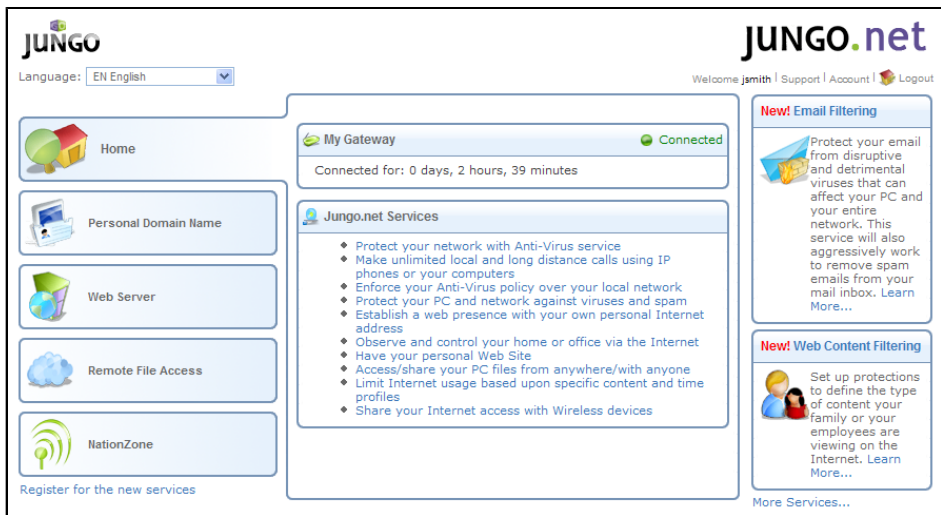 JUNGO
JUNGO.net
Language: EN English
Welcome jsmith | Support | Account | Logout
Home
Personal Domain Name
Web Server
Remote File Access
NationZone
Register for the new services
My Gateway
Connected
Connected for: 0 days, 2 hours, 39 minutes
Jungo.net Services
Protect your network with Anti-Virus service
Make unlimited local and long distance calls using IP
phones or your computers
Enforce your Anti-Virus policy over your local network
Protect your PC and network against viruses and spam
Establish a web presence with your own personal Internet
address
Observe and control your home or office via the Internet
Have your personal Web Site
Access/share your PC files from anywhere/with anyone
Limit Internet usage based upon specific content and time
profiles
Share your Internet access with Wireless devices
New! Email Filtering
Protect your email
from disruptive
and detrimental
viruses that can
affect your PC and
your entire
network. This
service will also
aggressively work
to remove spam
emails from your
mail inbox. Learn
More...
New! Web Content Filtering
Set up protections
to define the type
of content your
family or your
employees are
viewing on the
Internet. Learn
More...
More Services...